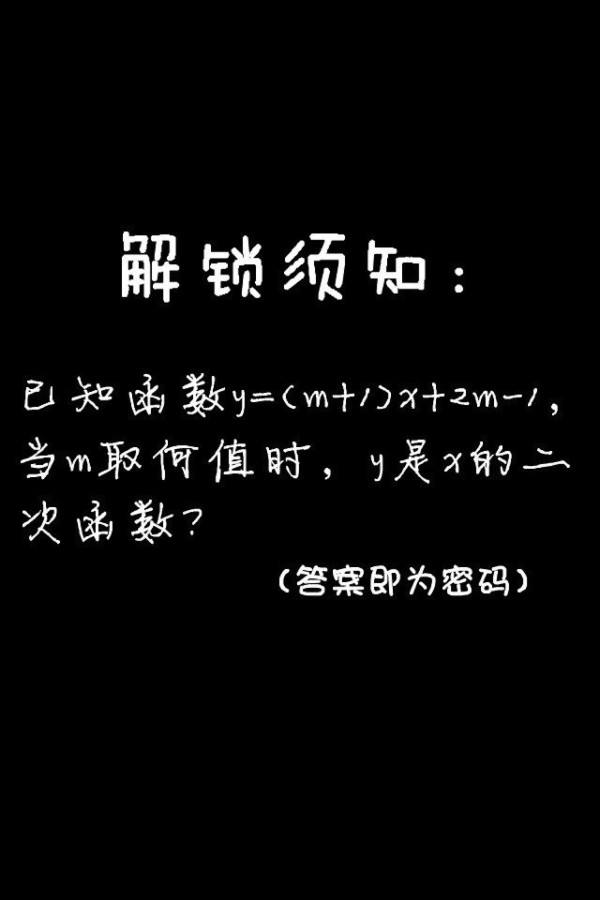 解锁须知：
已知函数y=(m+1)x+2m-1，
当m取何值时，y是x的二
次函数？
（答案即为密码）